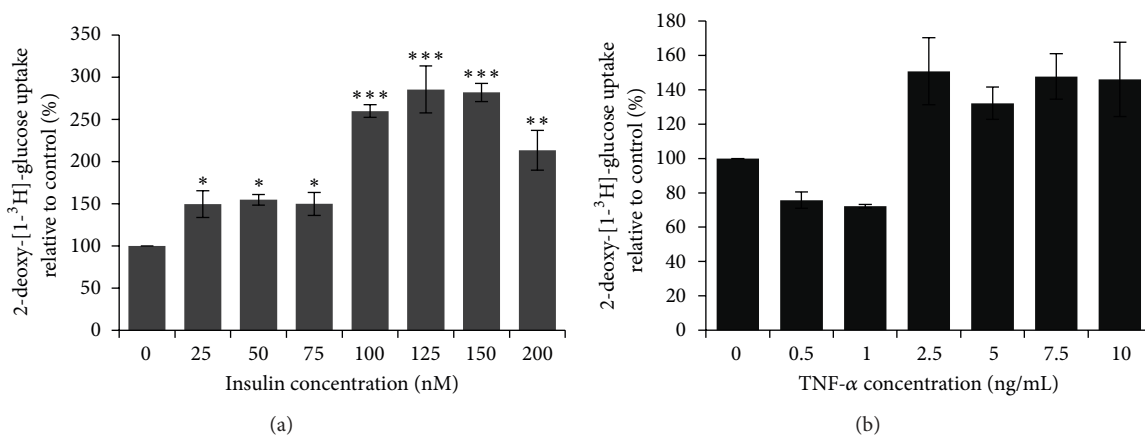 350
300
250
200
150
100
50
0
2-deoxy-[1-³H]-glucose uptake
relative to control (%)
*
*
*
***
***
***
**
0 25 50 75 100 125 150 200
Insulin concentration (nM)
(a)
180
160
140
120
100
80
60
40
20
0
2-deoxy-[1-³H]-glucose uptake
relative to control (%)
0 0.5 1 2.5 5 7.5 10
TNF-α concentration (ng/mL)
(b)